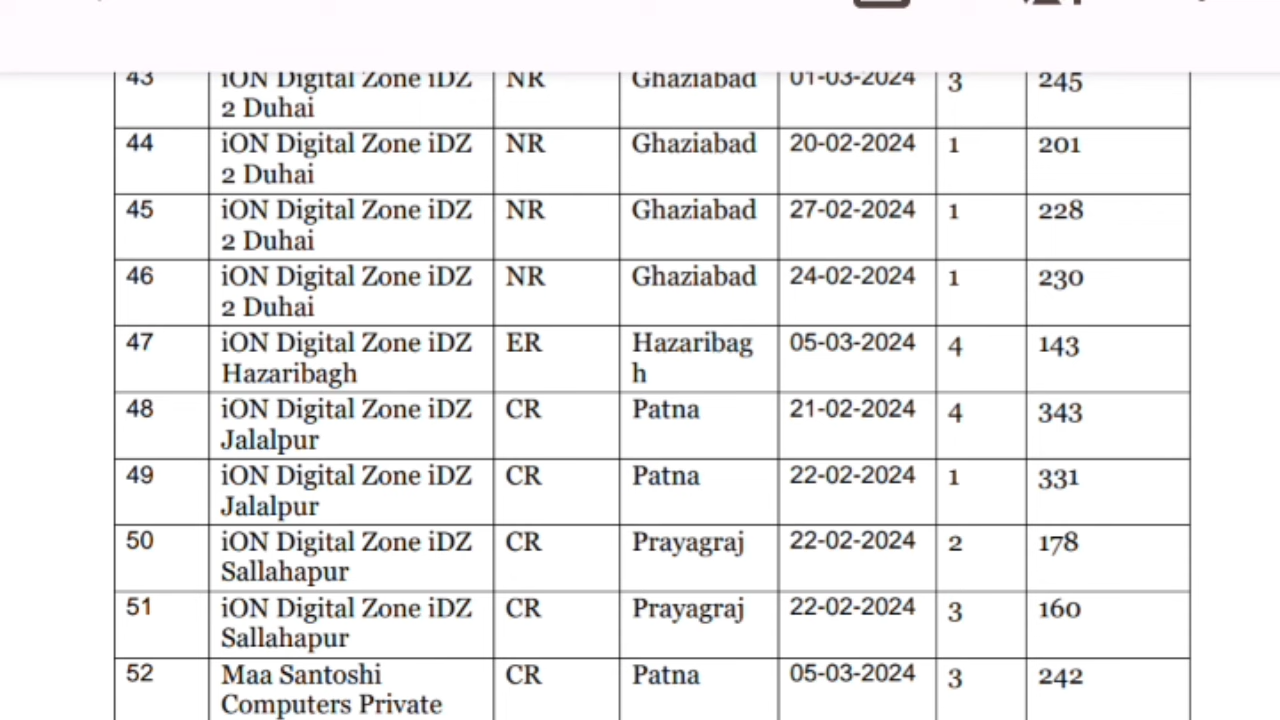 43 iON Digital Zone iDZ NR Ghaziabad 01-03-2024 3 245
2 Duhai
44 iON Digital Zone iDZ NR Ghaziabad 20-02-2024 1 201
2 Duhai
45 iON Digital Zone iDZ NR Ghaziabad 27-02-2024 1 228
2 Duhai
46 iON Digital Zone iDZ NR Ghaziabad 24-02-2024 1 230
2 Duhai
47 iON Digital Zone iDZ ER Hazaribag 05-03-2024 4 143
Hazaribagh h
48 iON Digital Zone iDZ CR Patna 21-02-2024 4 343
Jalalpur
49 iON Digital Zone iDZ CR Patna 22-02-2024 1 331
Jalalpur
50 iON Digital Zone iDZ CR Prayagraj 22-02-2024 2 178
Sallahapur
51 iON Digital Zone iDZ CR Prayagraj 22-02-2024 3 160
Sallahapur
52 Maa Santoshi CR Patna 05-03-2024 3 242
Computers Private